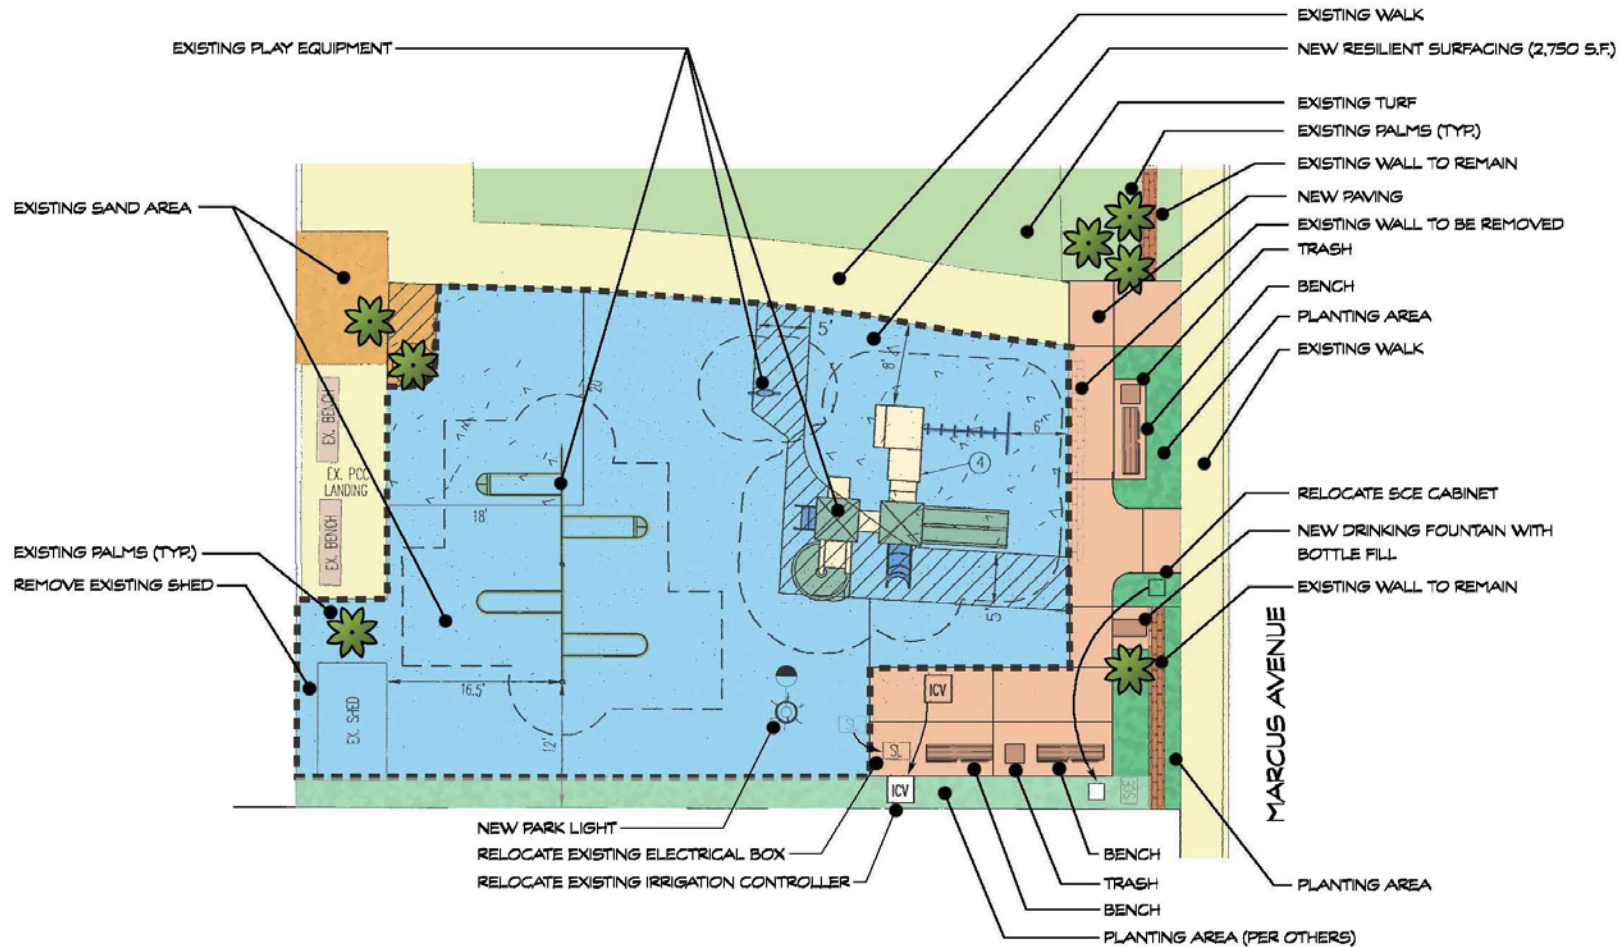 EXISTING WALK
EXISTING PLAY EQUIPMENT
NEW RESILIENT SURFACING (2,750 S.F.)
EXISTING TURF
EXISTING PALMS (TYP.)
EXISTING WALL TO REMAIN
NEW PAVING
EXISTING SAND AREA
EXISTING WALL TO BE REMOVED
TRASH
BENCH
PLANTING AREA
EXISTING WALK
5'
8'
20'
6'
4
EX. BENCH
EX. PCC
LANDING
EX. BENCH
18'
RELOCATE SCE CABINET
NEW DRINKING FOUNTAIN WITH
BOTTLE FILL
EXISTING PALMS (TYP.)
REMOVE EXISTING SHED
EXISTING WALL TO REMAIN
5'
MARCUS AVENUE
16.5'
ICV
EX. SHED
12'
SL
SL
ICV
SCE
NEW PARK LIGHT
RELOCATE EXISTING ELECTRICAL BOX
RELOCATE EXISTING IRRIGATION CONTROLLER
BENCH
TRASH
BENCH
PLANTING AREA
PLANTING AREA (PER OTHERS)